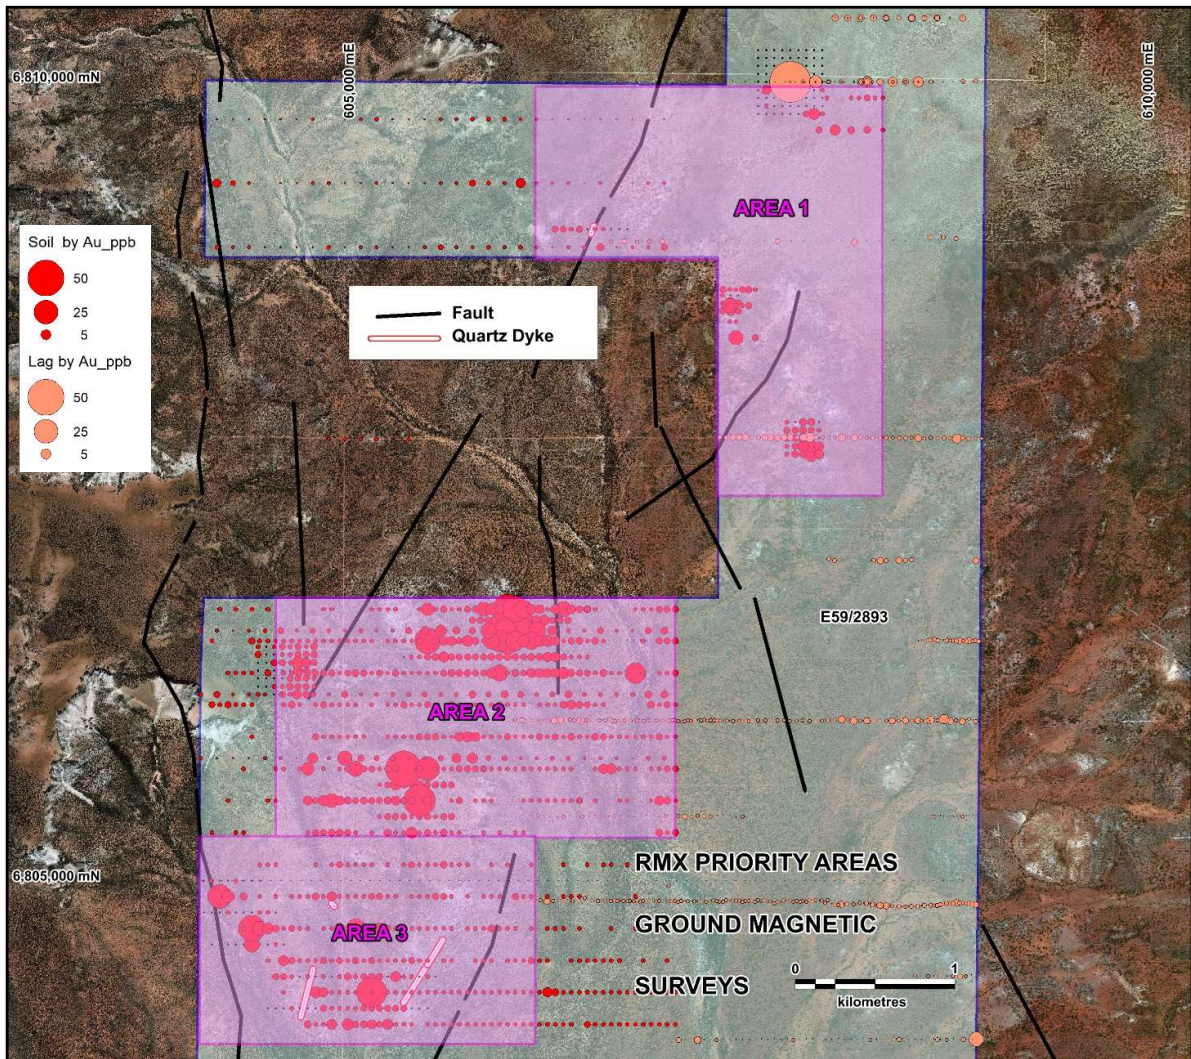 6,810,000 mN
605,000 mE
610,000 mE
AREA 1
Soil by Au_ppb
50
25
5
Lag by Au_ppb
50
25
5
Fault
Quartz Dyke
E59/2893
AREA 2
6,805,000 mN
RMX PRIORITY AREAS
GROUND MAGNETIC
SURVEYS
AREA 3
0 1
kilometres